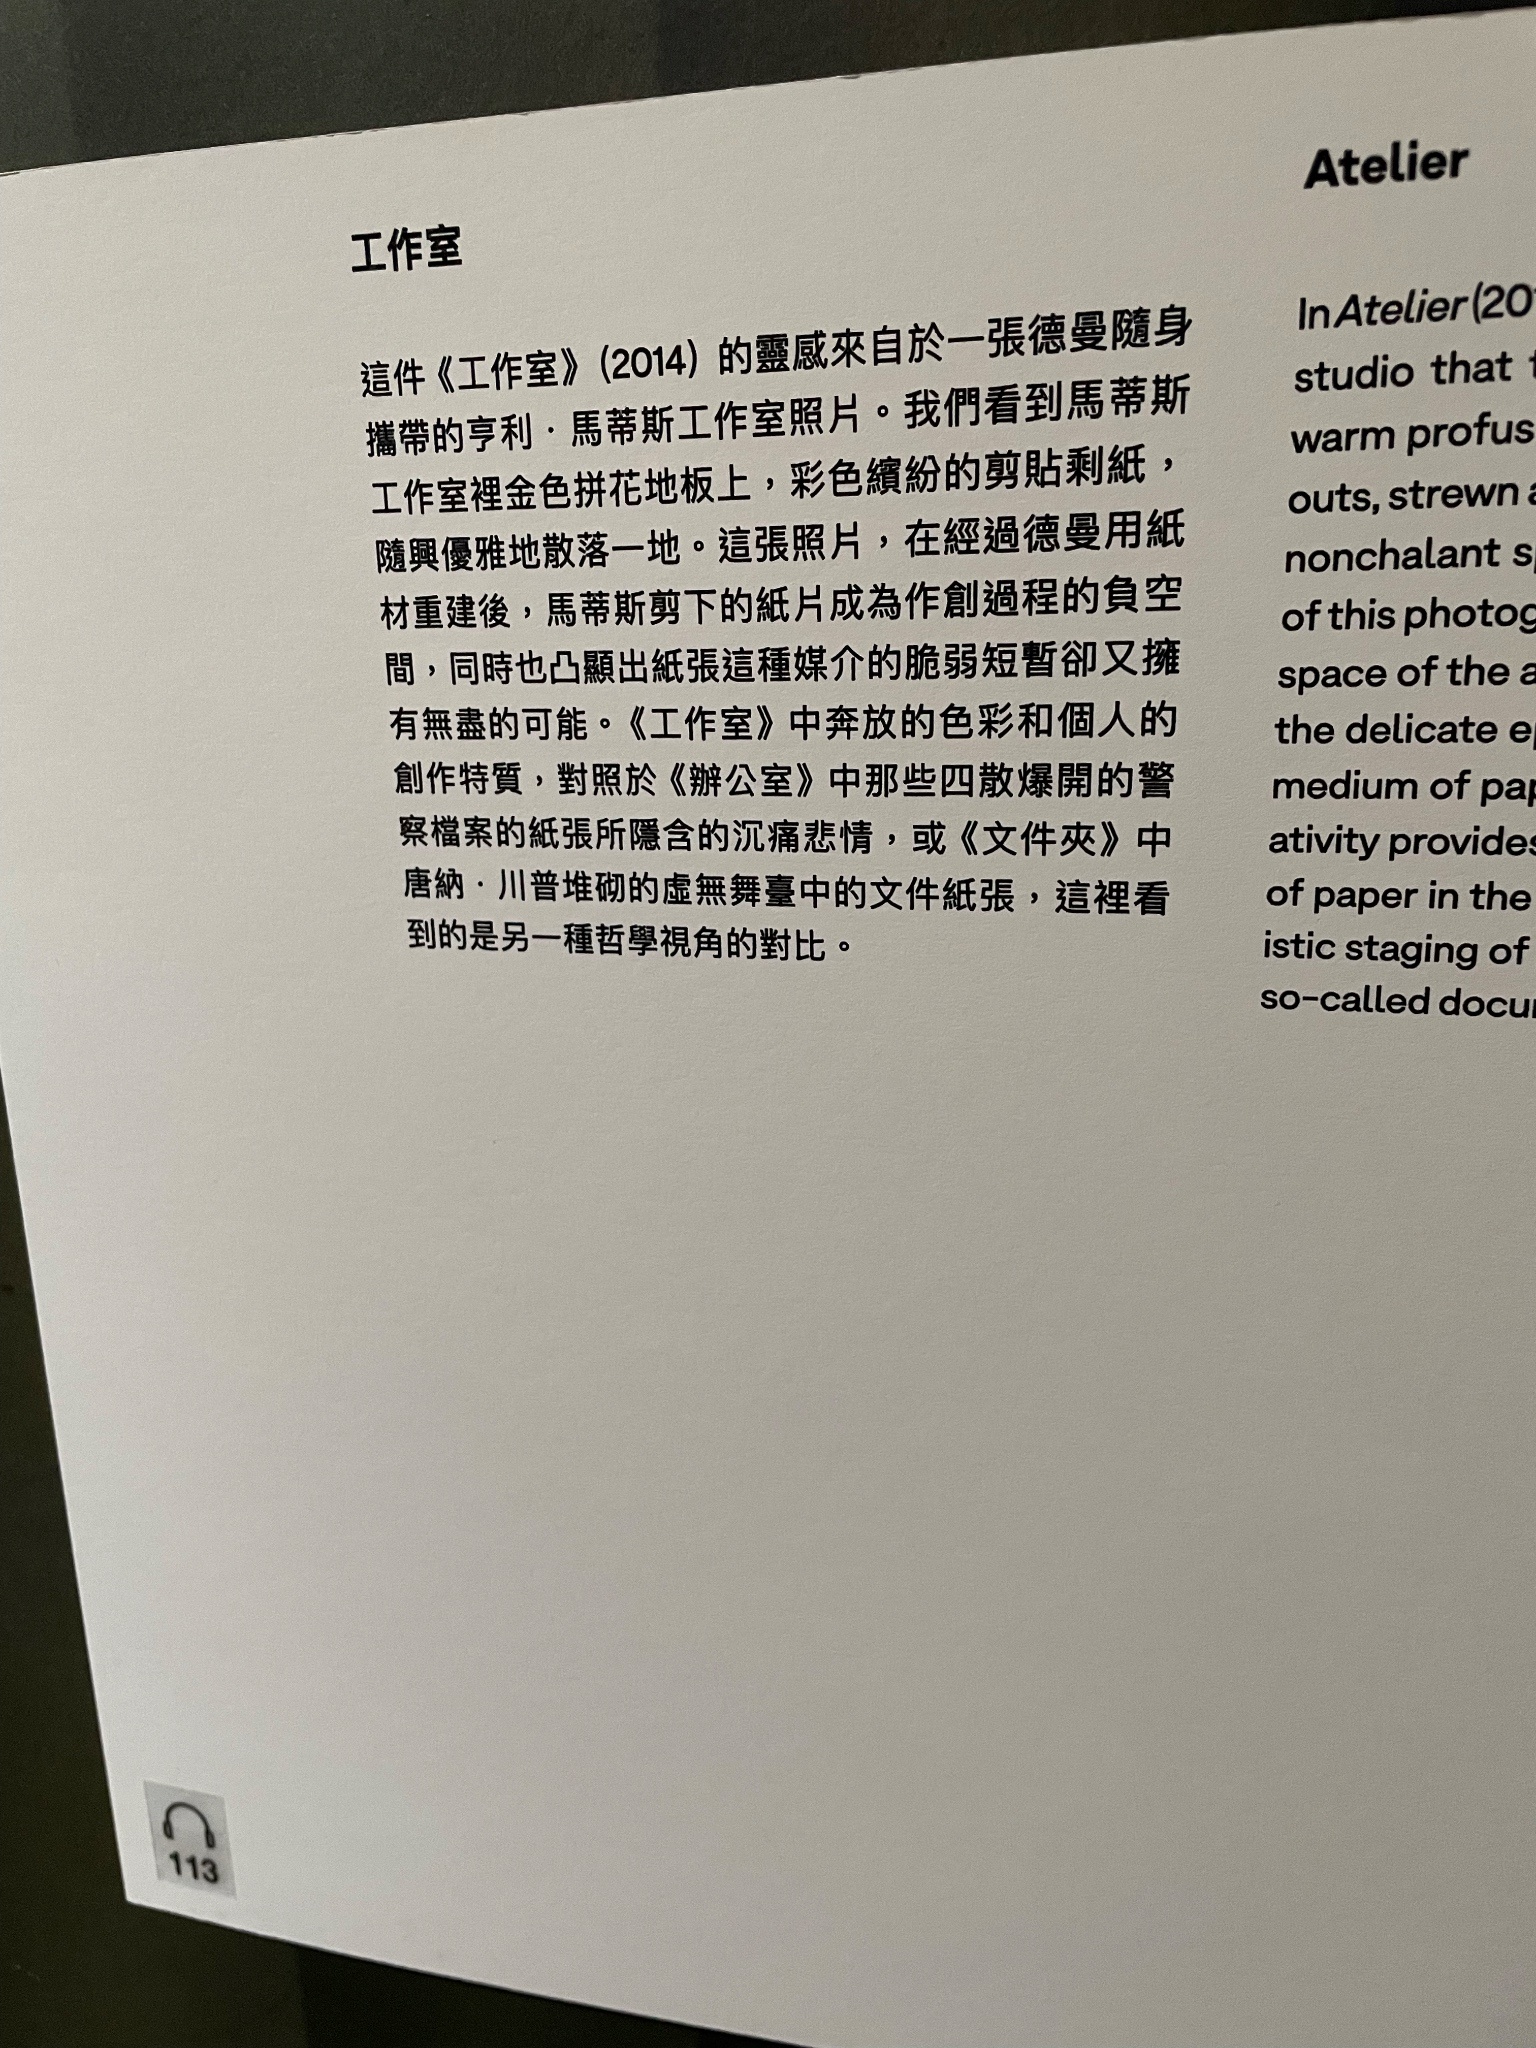 工作室
這件《工作室》(2014) 的靈感來自於一張德曼隨身
攜帶的亨利·馬蒂斯工作室照片。我們看到馬蒂斯
工作室裡金色拼花地板上，彩色繽紛的剪貼剩紙，
隨興優雅地散落一地。這張照片，在經過德曼用紙
材重建後，馬蒂斯剪下的紙片成為作創過程的負空
間，同時也凸顯出紙張這種媒介的脆弱短暫卻又擁
有無盡的可能。《工作室》中奔放的色彩和個人的
創作特質，對照於《辦公室》中那些四散爆開的警
察檔案的紙張所隱含的沉痛悲情，或《文件夾》中
唐納·川普堆砌的虛無舞臺中的文件紙張，這裡看
到的是另一種哲學視角的對比。
Atelier
In Atelier (20
studio that
warm profus
outs, strewn
nonchalant
of this photog
space of the
the delicate
medium of pap
ativity provides
of paper in the
istic staging of
so-called docu
113